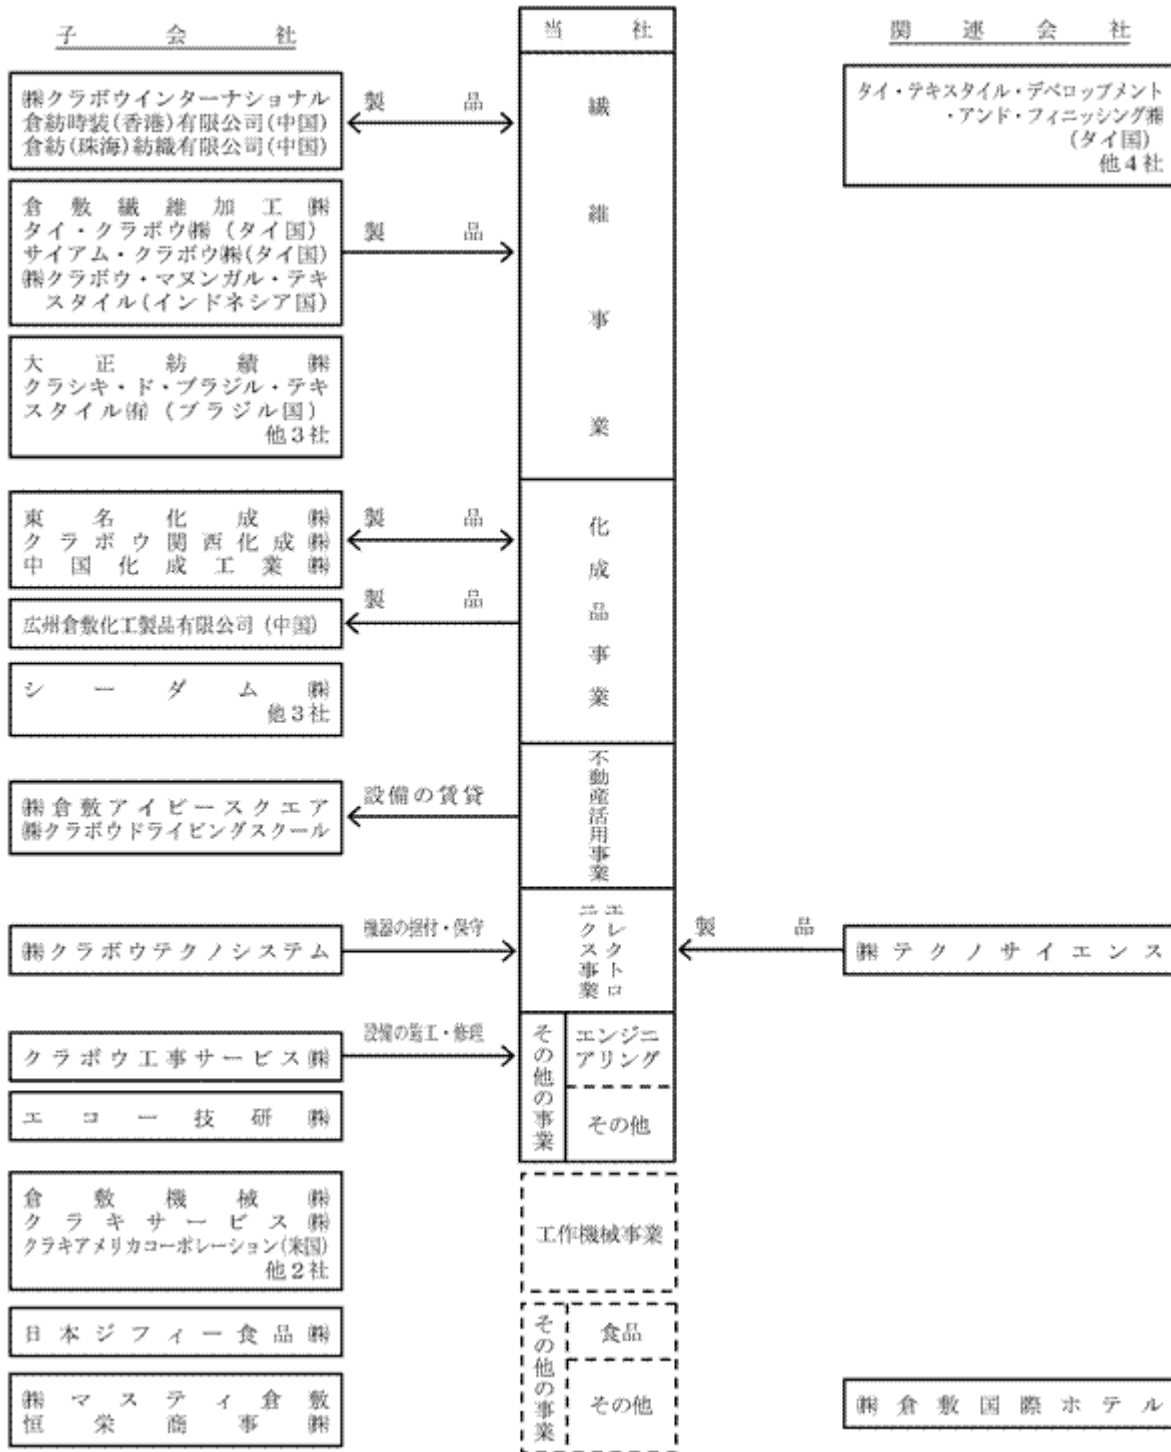 子会社
当社
関連会社
㈱クラボウインターナショナル
倉紡時装(香港)有限公司(中国)
倉紡(珠海)紡織有限公司(中国)
製品
繊維事業
タイ・テキスタイル・デベロップメント
・アンド・フィニッシング㈱
(タイ国)
他4社
倉敷繊維加工㈱
タイ・クラボウ㈱(タイ国)
サイアム・クラボウ㈱(タイ国)
㈱クラボウ・マヌンガル・テキ
スタイル(インドネシア国)
製品
大正紡績㈱
クラシキ・ド・ブラジル・テキ
スタイル㈲(ブラジル国)
他3社
東名化成㈱
クラボウ関西化成㈱
中国化成工業㈱
製品
化成品事業
広州倉敷化工製品有限公司(中国)
製品
シーダム㈱
他3社
㈱倉敷アイビースクエア
㈱クラボウドライビングスクール
設備の賃貸
不動産活用事業
㈱クラボウテクノシステム
機器の据付・保守
エレクトロ
ニクス事業
製品
㈱テクノサイエンス
クラボウ工事サービス㈱
設備の施工・修理
その他の事業
エンジニ
アリング
エコー技研㈱
その他
倉敷機械㈱
クラキサービス㈱
クラキアメリカコーポレーション(米国)
他2社
工作機械事業
日本ジフィー食品㈱
その他の事業
食品
㈱マスティ倉敷
恒栄商事㈱
その他
㈱倉敷国際ホテル